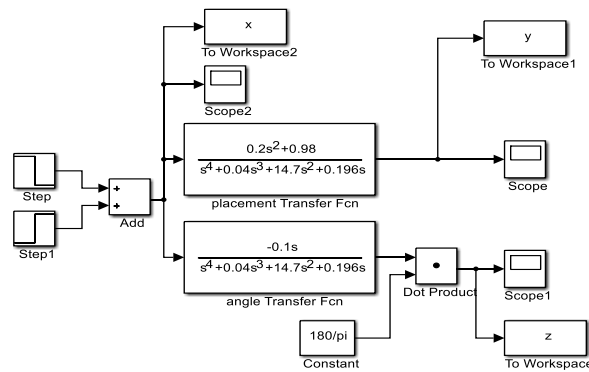 x
To Workspace2
y
To Workspace1
Scope2
0.2s2+0.98
s4+0.04s3+14.7s2+0.196s
placement Transfer Fcn
Scope
Step
+
+
Add
Step1
-0.1s
s4+0.04s3+14.7s2+0.196s
angle Transfer Fcn
Dot Product
Scope1
180/pi
Constant
z
To Workspace